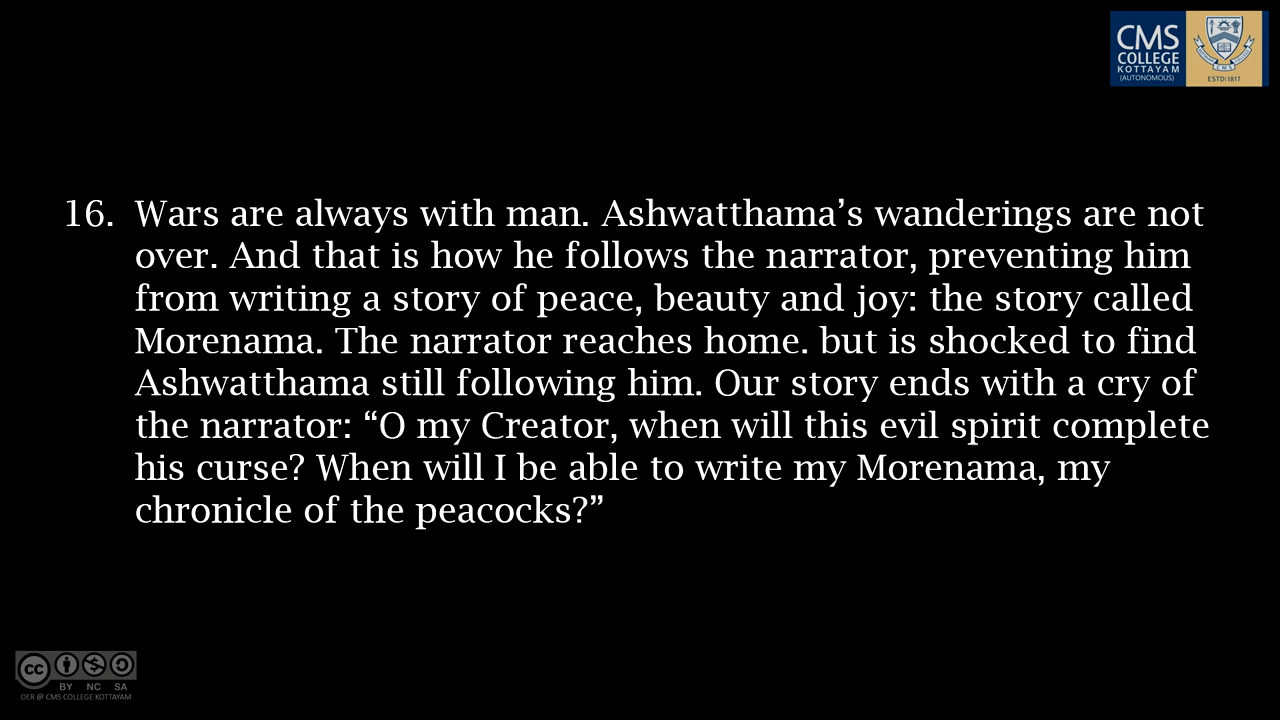 CMS
COLLEGE
KOTTAYAM
(AUTONOMOUS)
ESTD:1817
16. Wars are always with man. Ashwatthama’s wanderings are not
over. And that is how he follows the narrator, preventing him
from writing a story of peace, beauty and joy: the story called
Morenama. The narrator reaches home. but is shocked to find
Ashwatthama still following him. Our story ends with a cry of
the narrator: “O my Creator, when will this evil spirit complete
his curse? When will I be able to write my Morenama, my
chronicle of the peacocks?”
cc
BY NC SA
OER @ CMS COLLEGE KOTTAYAM